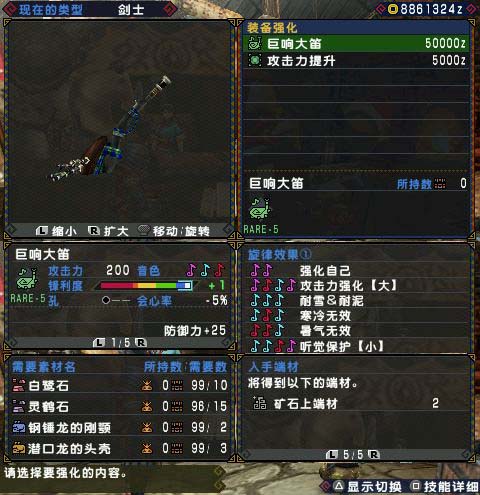 现在的类型 剑士
8861324z
装备强化
巨响大笛 50000z
攻击力提升 5000z
巨响大笛 所持数 0
RARE-5
L 缩小 R 扩大 移动/旋转
巨响大笛
攻击力 200 音色
锋利度 +1
孔 ●－－ 会心率 -5%
RARE-5
防御力+25
L 1/5 R
旋律效果①
强化自己
攻击力强化【大】
耐雪&耐泥
寒冷无效
暑气无效
听觉保护【小】
需要素材名 所持数/需要数
白鹭石 0 99/10
灵鹤石 0 96/15
钢锤龙的刚颚 0 99/ 2
潜口龙的头壳 0 99/ 3
入手端材
将得到以下的端材。
矿石上端材 2
L 5/5 R
请选择要强化的内容。
△显示切换 □技能详细